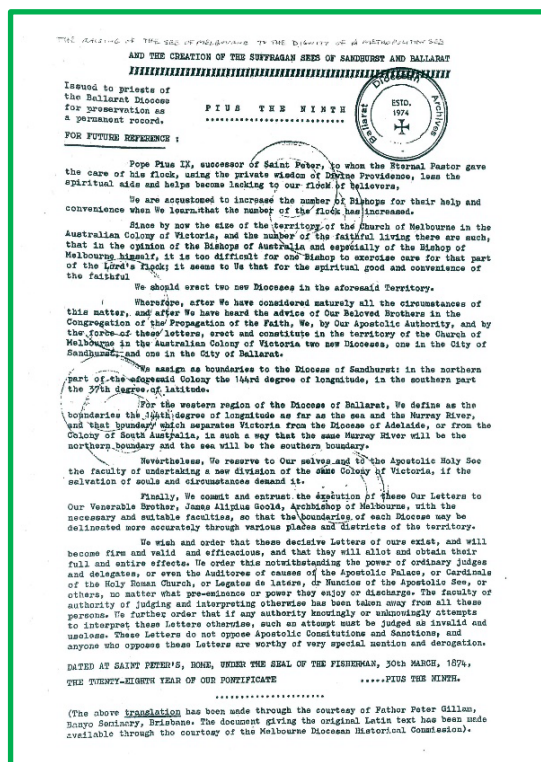 THE RAISING OF THE SEE OF MELBOURNE TO THE DIGNITY OF A METROPOLITAN SEE
AND THE CREATION OF THE SUFFRAGAN SEES OF SANDHURST AND BALLARAT
Issued to priests of
the Ballarat Diocese
for preservation as
a permanent record.
PIUS THE NINTH
Ballarat Diocesan Archives
ESTD.
1974
FOR FUTURE REFERENCE :
Pope Pius IX, successor of Saint Peter, to whom the Eternal Pastor gave
the care of his flock, using the private wisdom of Divine Providence, less the
spiritual aids and helps become lacking to our flock of believers,
We are accustomed to increase the number of Bishops for their help and
convenience when We learn that the number of the flock has increased.
Since by now the size of the territory of the Church of Melbourne in the
Australian Colony of Victoria, and the number of the faithful living there are such,
that in the opinion of the Bishops of Australia and especially of the Bishop of
Melbourne himself, it is too difficult for one Bishop to exercise care for that part
of the Lord's flock; it seems to Us that for the spiritual good and convenience of
the faithful
We should erect two new Dioceses in the aforesaid Territory.
Wherefore, after We have considered maturely all the circumstances of
this matter, and after We have heard the advice of Our Beloved Brothers in the
Congregation of the Propagation of the Faith, We, by Our Apostolic Authority, and by
the force of these letters, erect and constitute in the territory of the Church of
Melbourne in the Australian Colony of Victoria two new Dioceses, one in the City of
Sandhurst, and one in the City of Ballarat.
We assign as boundaries to the Diocese of Sandhurst: in the northern
part of the aforesaid Colony the 144rd degree of longnitude, in the southern part
the 37th degree of latitude.
For the western region of the Diocese of Ballarat, We define as the
boundaries the 144th degree of longnitude as far as the sea and the Murray River,
and that boundary which separates Victoria from the Diocese of Adelaide, or from the
Colony of South Australia, in such a way that the same Murray River will be the
northern boundary and the sea will be the southern boundary.
Nevertheless, We reserve to Our selves and to the Apostolic Holy See
the faculty of undertaking a new division of the same Colony of Victoria, if the
salvation of souls and circumstances demand it.
Finally, We commit and entrust the execution of these Our Letters to
Our Venerable Brother, James Alipius Goold, Archbishop of Melbourne, with the
necessary and suitable faculties, so that the boundaries of each Diocese may be
delineated more accurately through various places and districts of the territory.
We wish and order that these decisive Letters of ours exist, and will
become firm and valid and efficacious, and that they will allot and obtain their
full and entire effects. We order this notwithstanding the power of ordinary judges
and delegates, or even the Auditores of causes of the Apostolic Palace, or Cardinals
of the Holy Roman Church, or Legates de latere, or Nuncios of the Apostolic See, or
others, no matter what pre-eminence or power they enjoy or discharge. The faculty of
authority of judging and interpreting otherwise has been taken away from all these
persons. We further order that if any authority knowingly or unknowingly attempts
to interpret these Letters otherwise, such an attempt must be judged as invalid and
useless. These Letters do not oppose Apostolic Consitutions and Sanctions, and
anyone who opposes these Letters are worthy of very special mention and derogation.
DATED AT SAINT PETER'S, ROME, UNDER THE SEAL OF THE FISHERMAN, 30th MARCH, 1874,
THE TWENTY-EIGHTH YEAR OF OUR PONTIFICATE .....PIUS THE NINTH.
(The above translation has been made through the courtesy of Father Peter Gillam,
Banyo Seminary, Brisbane. The document giving the original Latin text has been made
available through the courtesy of the Melbourne Diocesan Historical Commission).